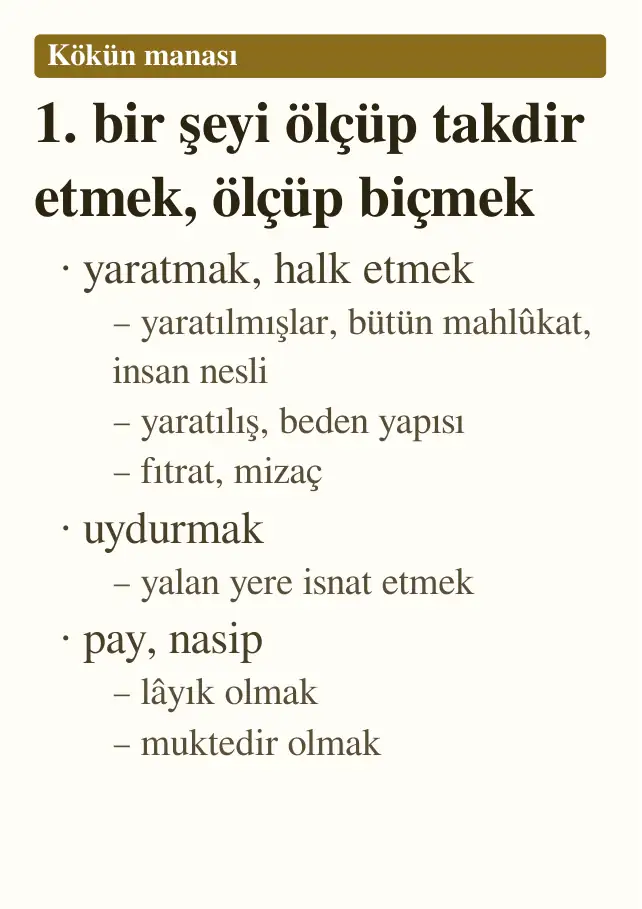 Kökün manası
1. bir şeyi ölçüp takdir
etmek, ölçüp biçmek
· yaratmak, halk etmek
– yaratılmışlar, bütün mahlûkat,
insan nesli
– yaratılış, beden yapısı
– fıtrat, mizaç
· uydurmak
– yalan yere isnat etmek
· pay, nasip
– lâyık olmak
– muktedir olmak